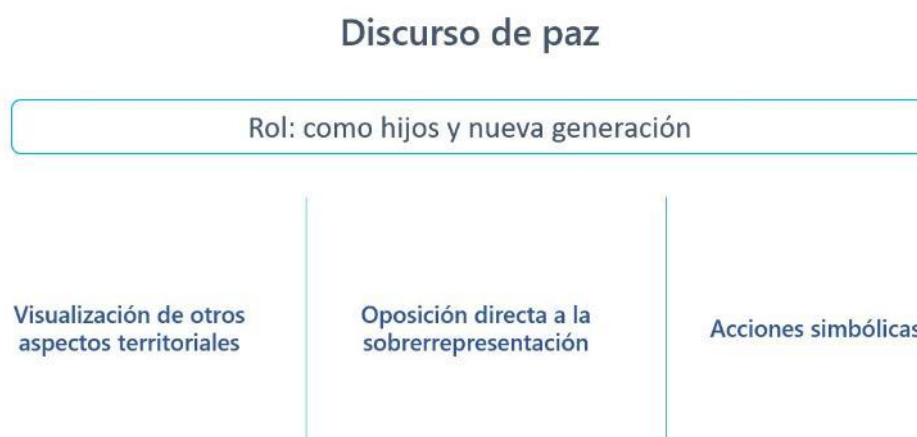 Discurso de paz
Rol: como hijos y nueva generación
Visualización de otros
aspectos territoriales
Oposición directa a la
sobrerrepresentación
Acciones simbólicas